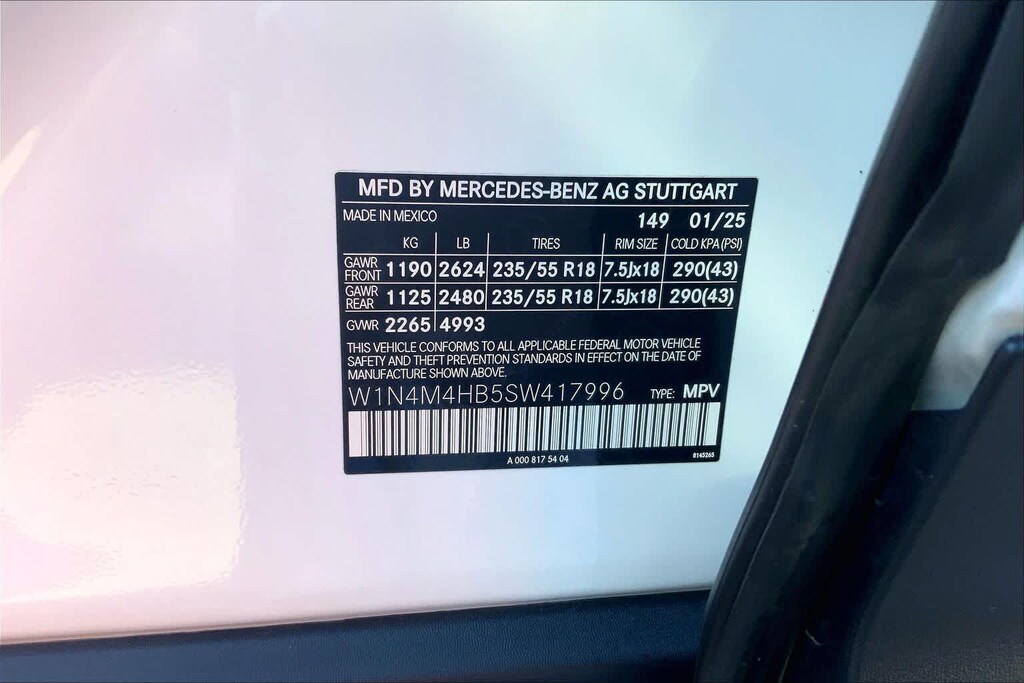 MFD BY MERCEDES-BENZ AG STUTTGART
MADE IN MEXICO 149 01/25
KG LB TIRES RIM SIZE COLD KPA (PSI)
GAWR FRONT 1190 2624 235/55 R18 7.5Jx18 290(43)
GAWR REAR 1125 2480 235/55 R18 7.5Jx18 290(43)
GVWR 2265 4993
THIS VEHICLE CONFORMS TO ALL APPLICABLE FEDERAL MOTOR VEHICLE
SAFETY AND THEFT PREVENTION STANDARDS IN EFFECT ON THE DATE OF
MANUFACTURE SHOWN ABOVE.
W1N4M4HB5SW417996 TYPE: MPV
A 000 817 54 04 8145265